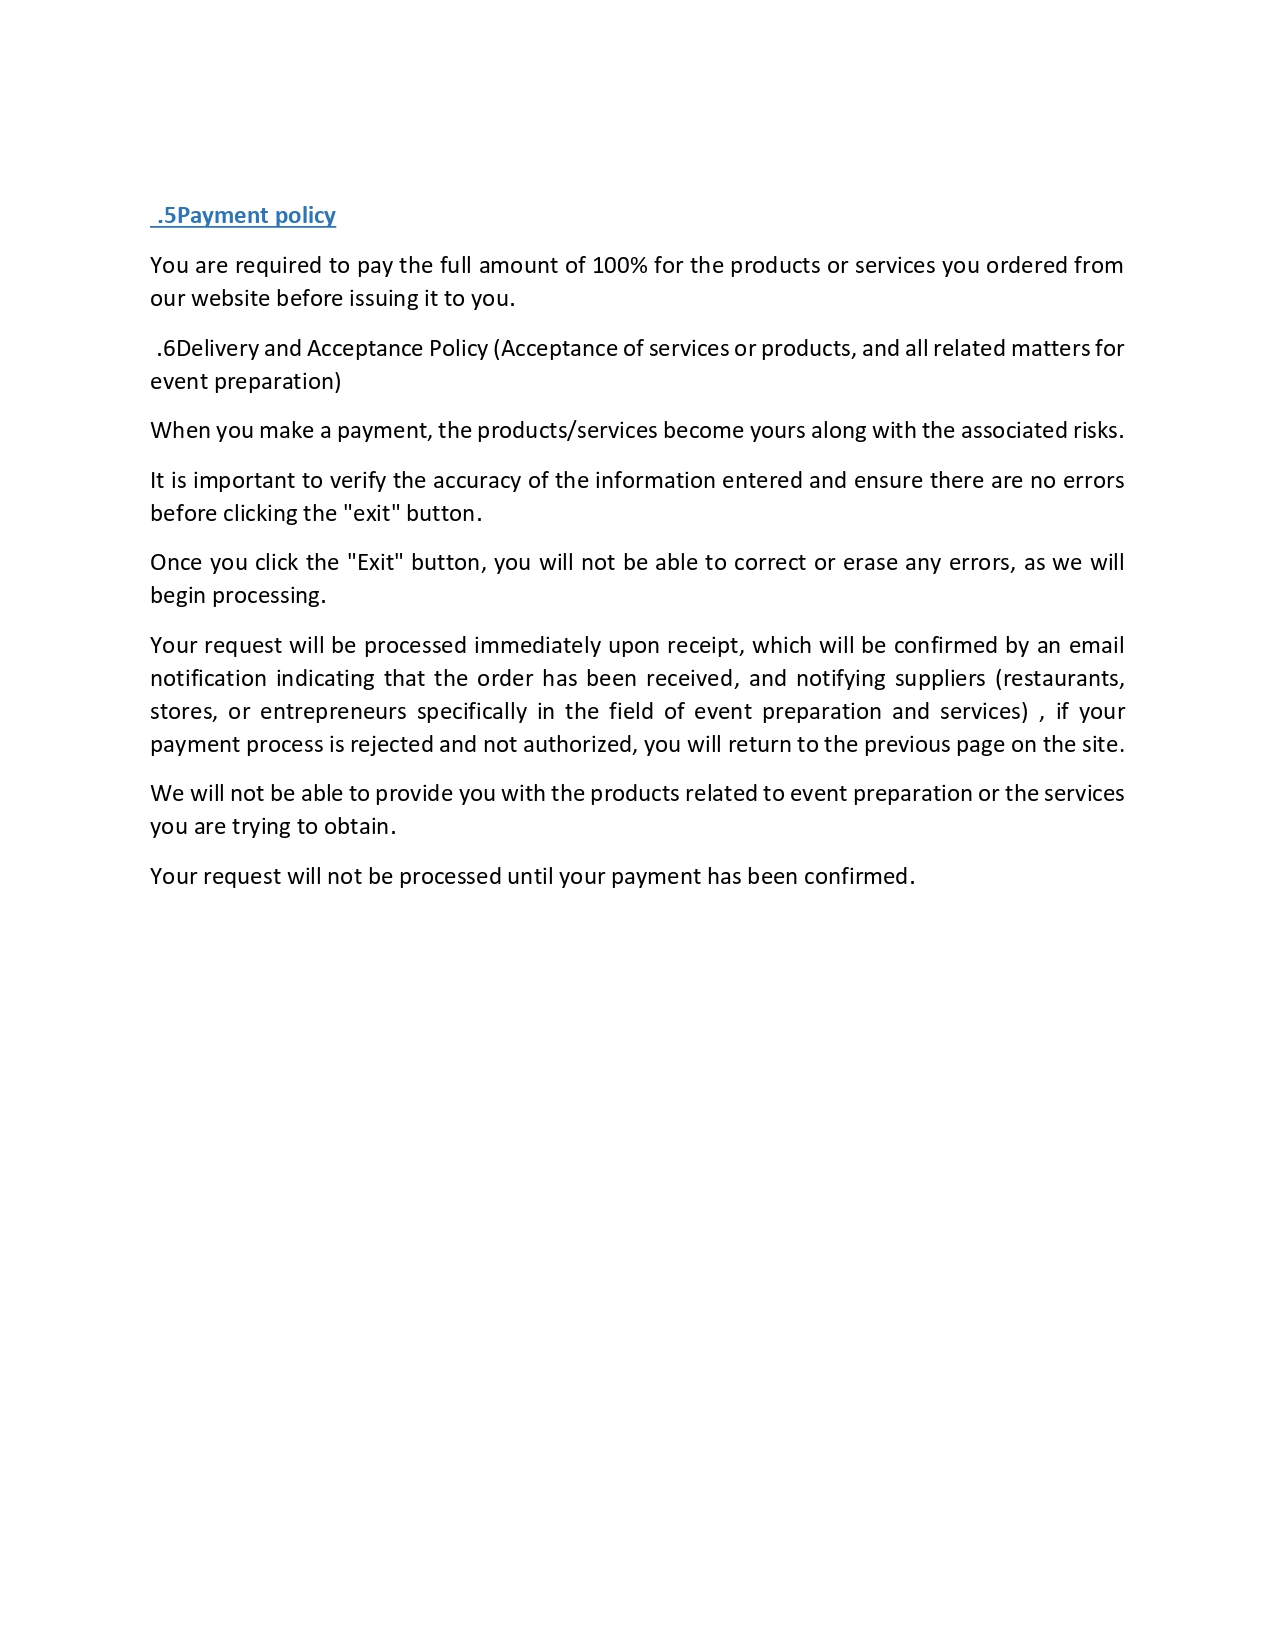 .5Payment policy
You are required to pay the full amount of 100% for the products or services you ordered from
our website before issuing it to you.
.6Delivery and Acceptance Policy (Acceptance of services or products, and all related matters for
event preparation)
When you make a payment, the products/services become yours along with the associated risks.
It is important to verify the accuracy of the information entered and ensure there are no errors
before clicking the "exit" button.
Once you click the "Exit" button, you will not be able to correct or erase any errors, as we will
begin processing.
Your request will be processed immediately upon receipt, which will be confirmed by an email
notification indicating that the order has been received, and notifying suppliers (restaurants,
stores, or entrepreneurs specifically in the field of event preparation and services) , if your
payment process is rejected and not authorized, you will return to the previous page on the site.
We will not be able to provide you with the products related to event preparation or the services
you are trying to obtain.
Your request will not be processed until your payment has been confirmed.